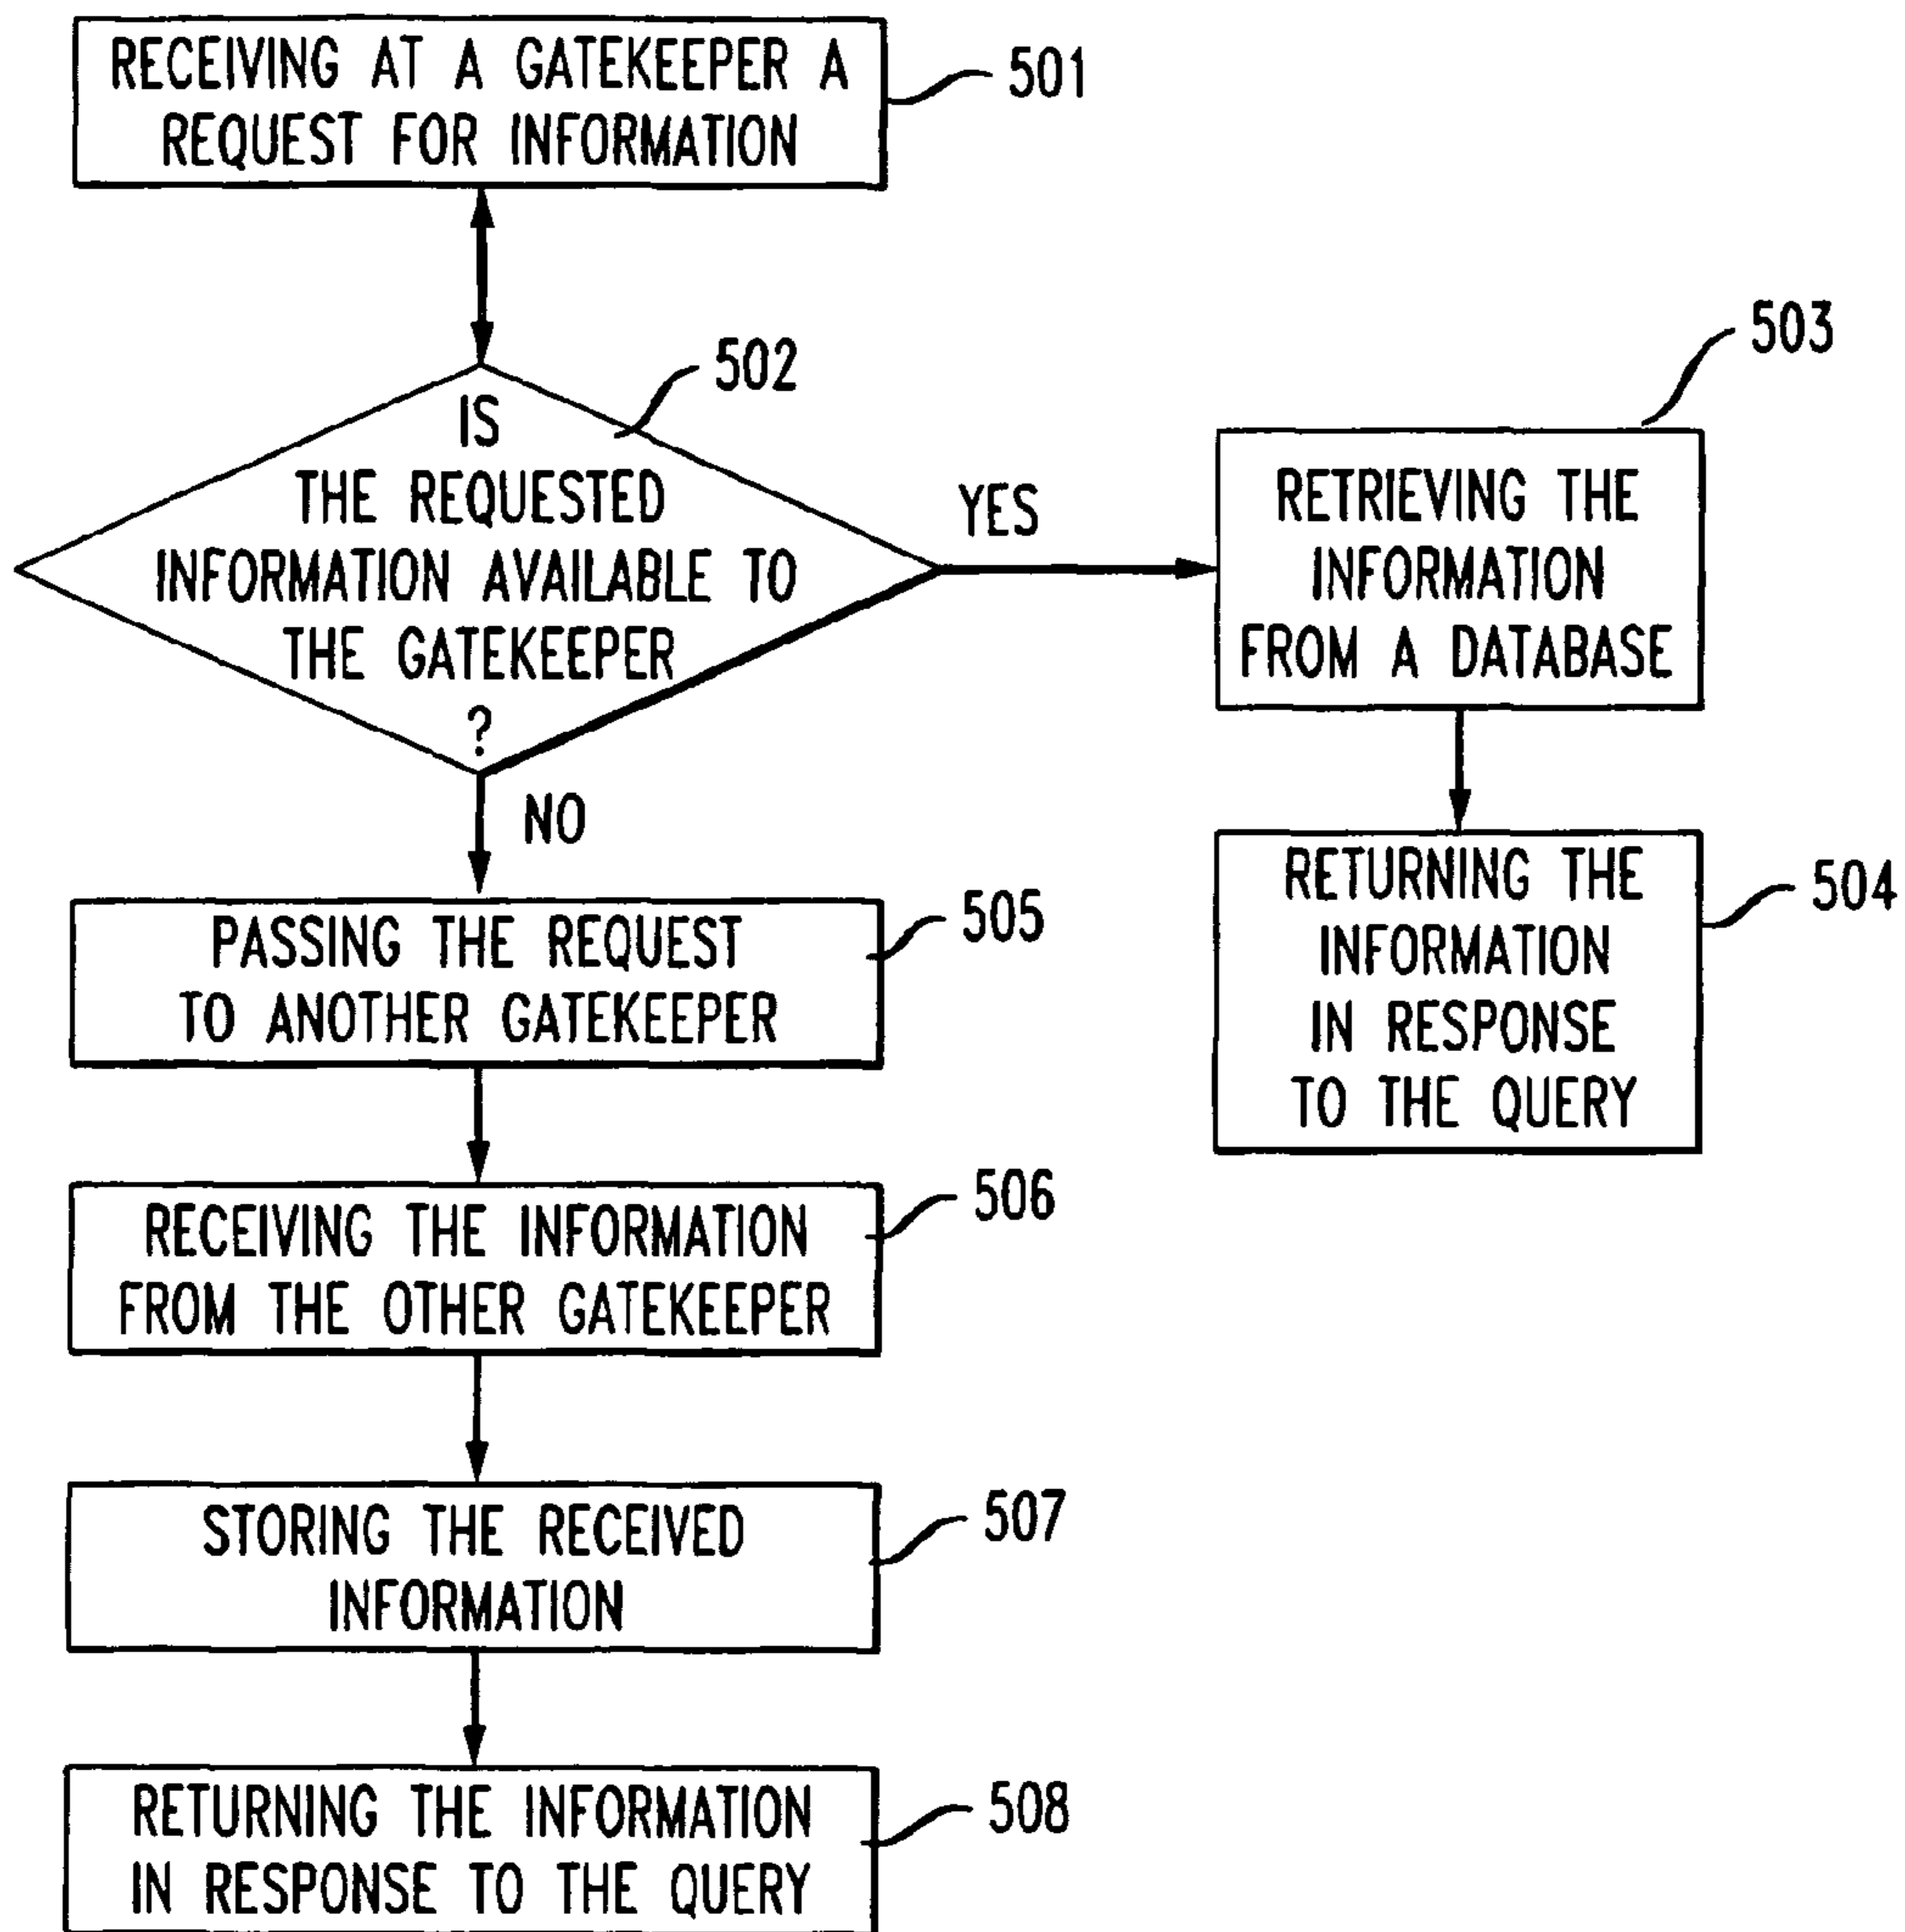 RECEIVING AT A GATEKEEPER A
REQUEST FOR INFORMATION
501
502
IS
THE REQUESTED
INFORMATION AVAILABLE TO
THE GATEKEEPER
?
YES
503
RETRIEVING THE
INFORMATION
FROM A DATABASE
RETURNING THE
INFORMATION
IN RESPONSE
TO THE QUERY
504
NO
PASSING THE REQUEST
TO ANOTHER GATEKEEPER
505
RECEIVING THE INFORMATION
FROM THE OTHER GATEKEEPER
506
STORING THE RECEIVED
INFORMATION
507
RETURNING THE INFORMATION
IN RESPONSE TO THE QUERY
508